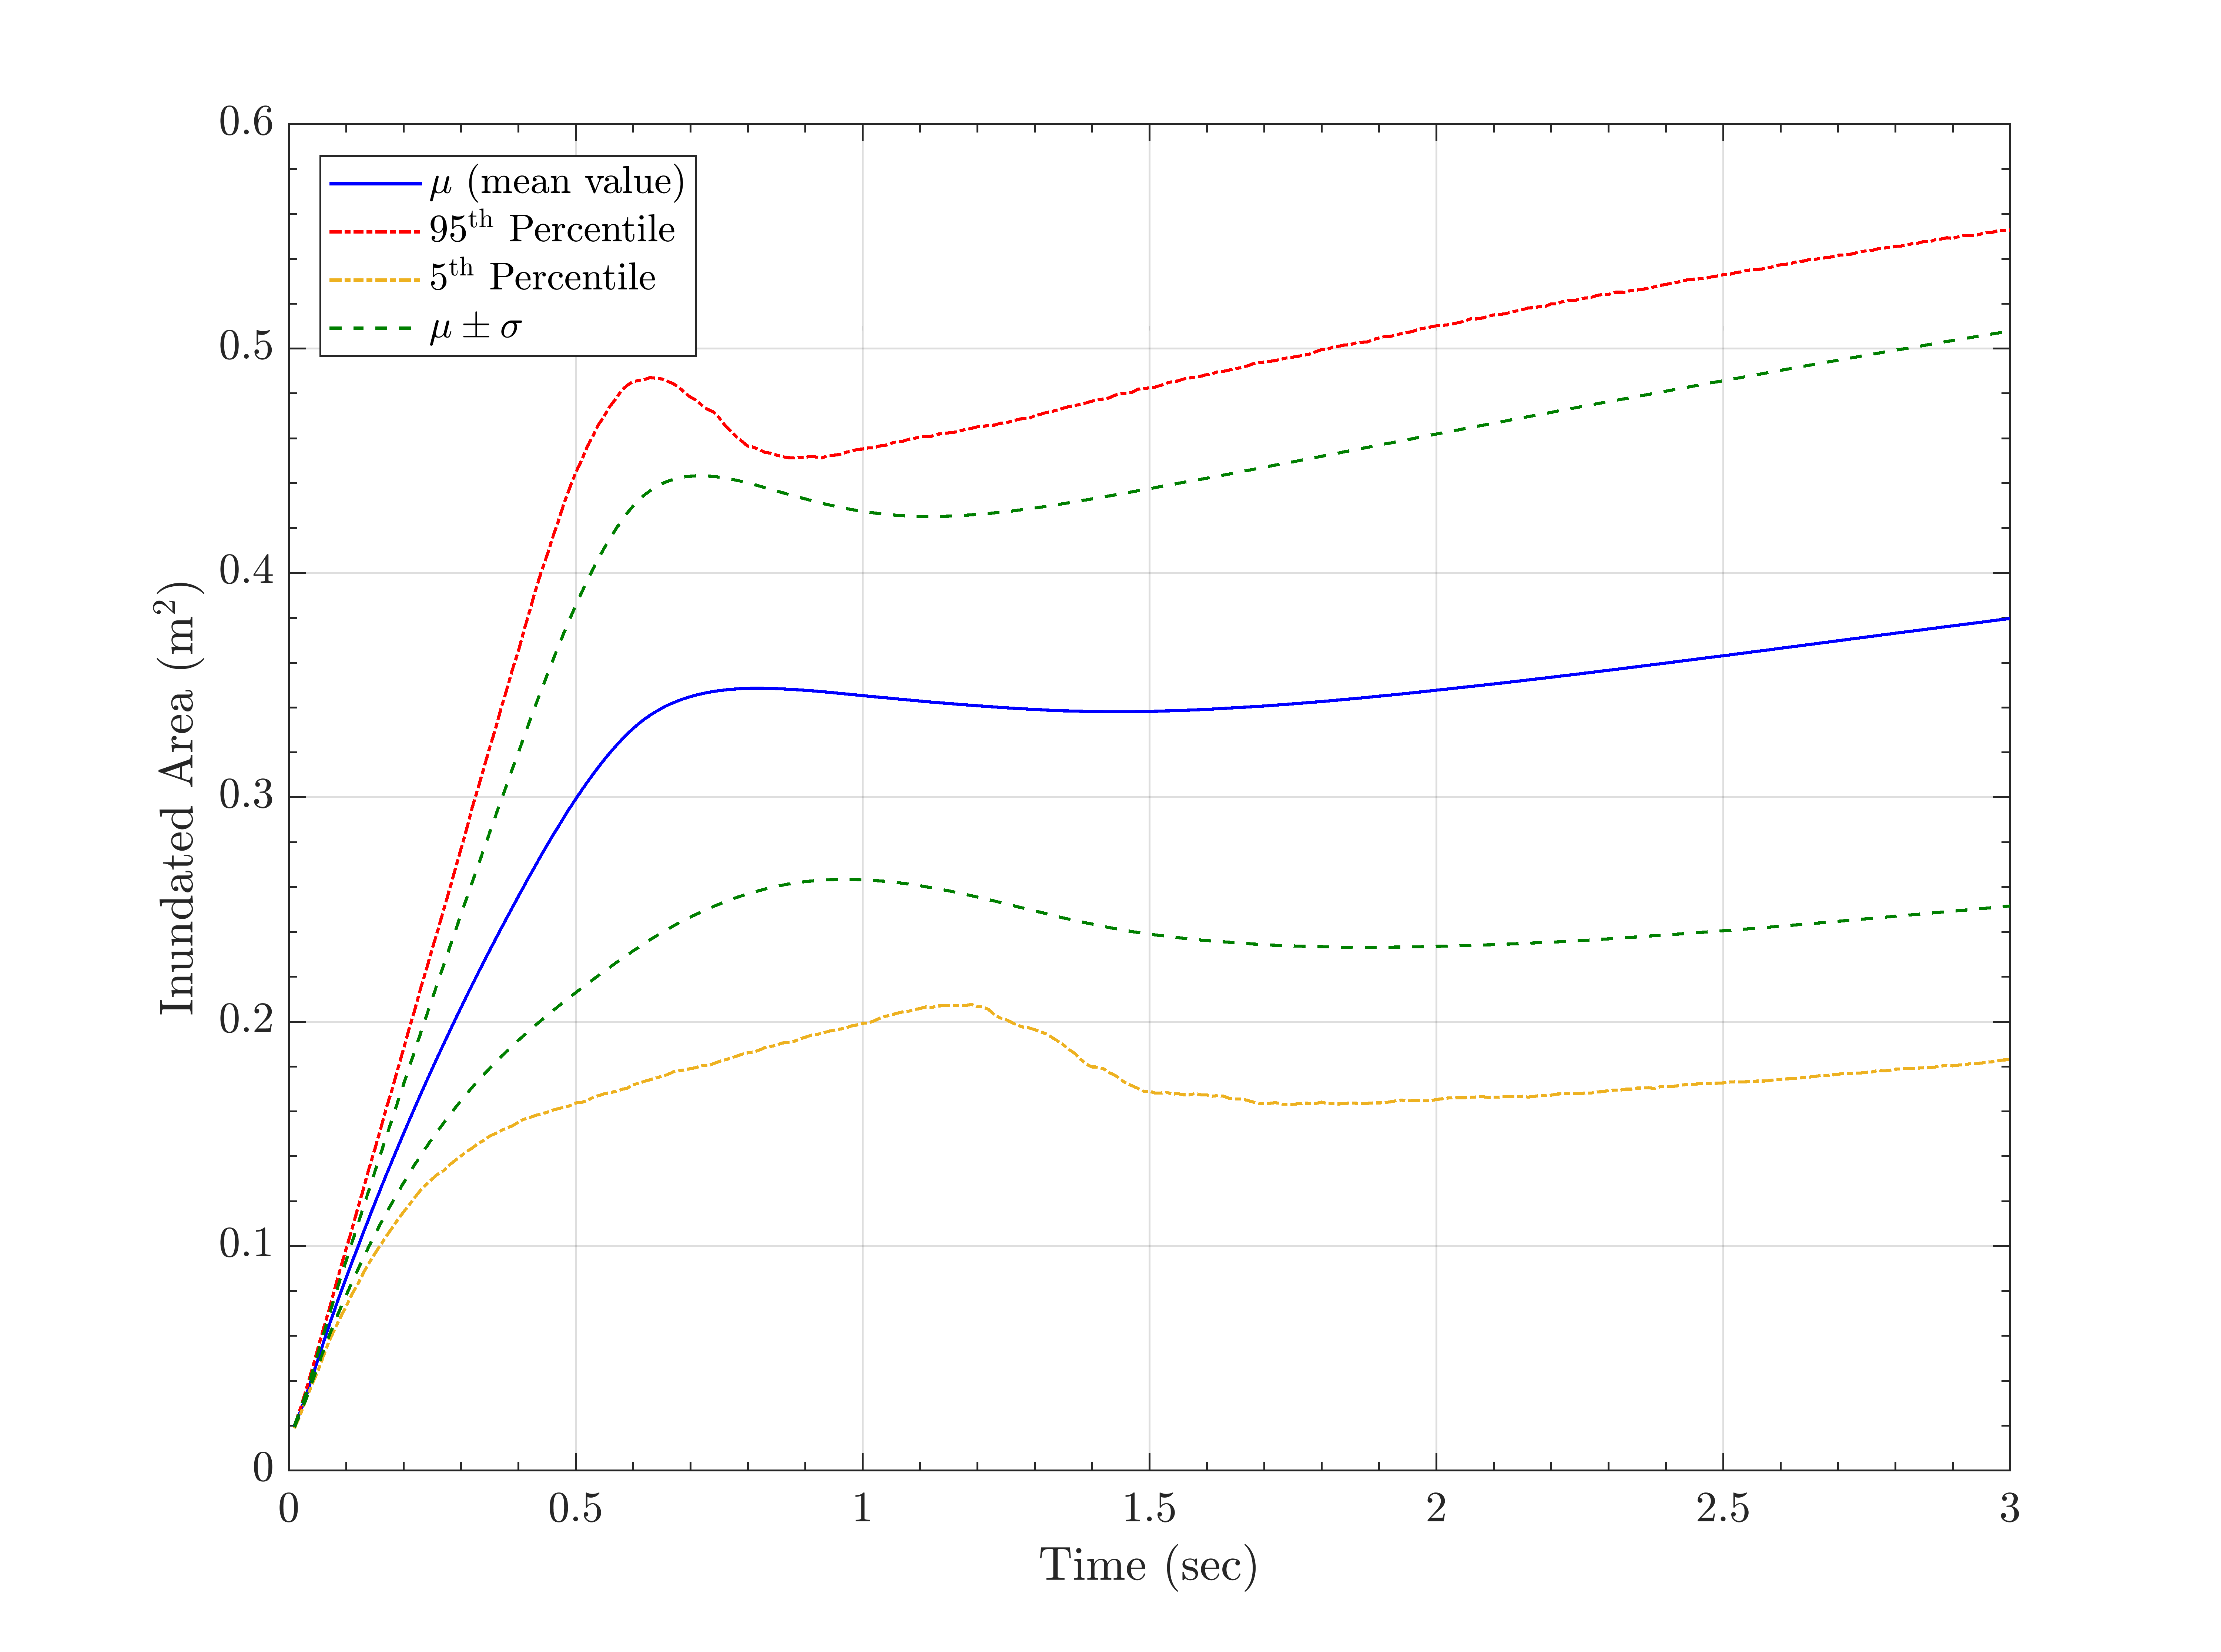 0.6
0.5
0.4
0.3
0.2
0.1
0
Inundated Area (m²)
μ (mean value)
95ᵗʰ Percentile
5ᵗʰ Percentile
μ ± σ
0 0.5 1 1.5 2 2.5 3
Time (sec)